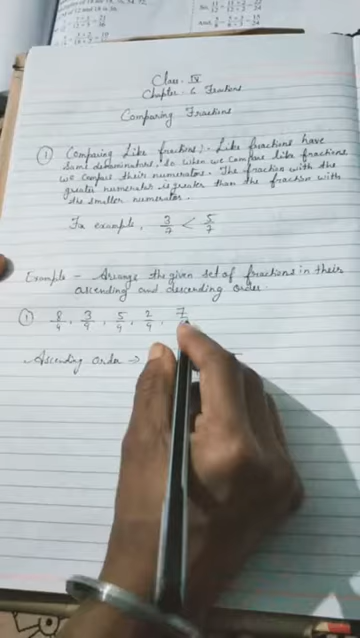 Class - IV
Chapter - 6 Fractions
Comparing Fractions
① Comparing Like fractions:- Like fractions have
same denominators, so when we compare like fractions
we compare their numerators. The fraction with the
greater numerator is greater than the fraction with
the smaller numerator.
For example, 3/7 < 5/7
Example - Arrange the given set of fractions in their
ascending and descending order.
① 8/9, 3/9, 5/9, 2/9, 7/
Ascending order →